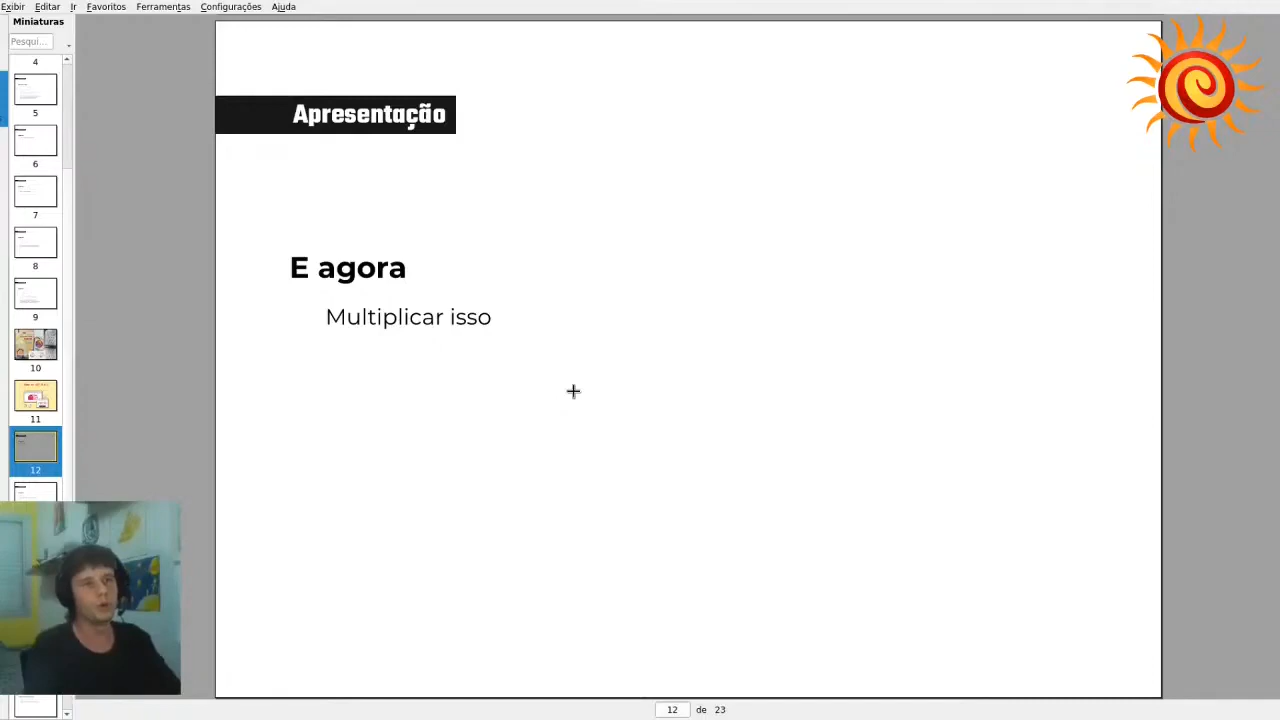 Exibir Editar Ir Favoritos Ferramentas Configurações Ajuda
Miniaturas
Pesqui...
4
5
6
7
8
9
10
11
12
Apresentação
E agora
Multiplicar isso
12 de 23